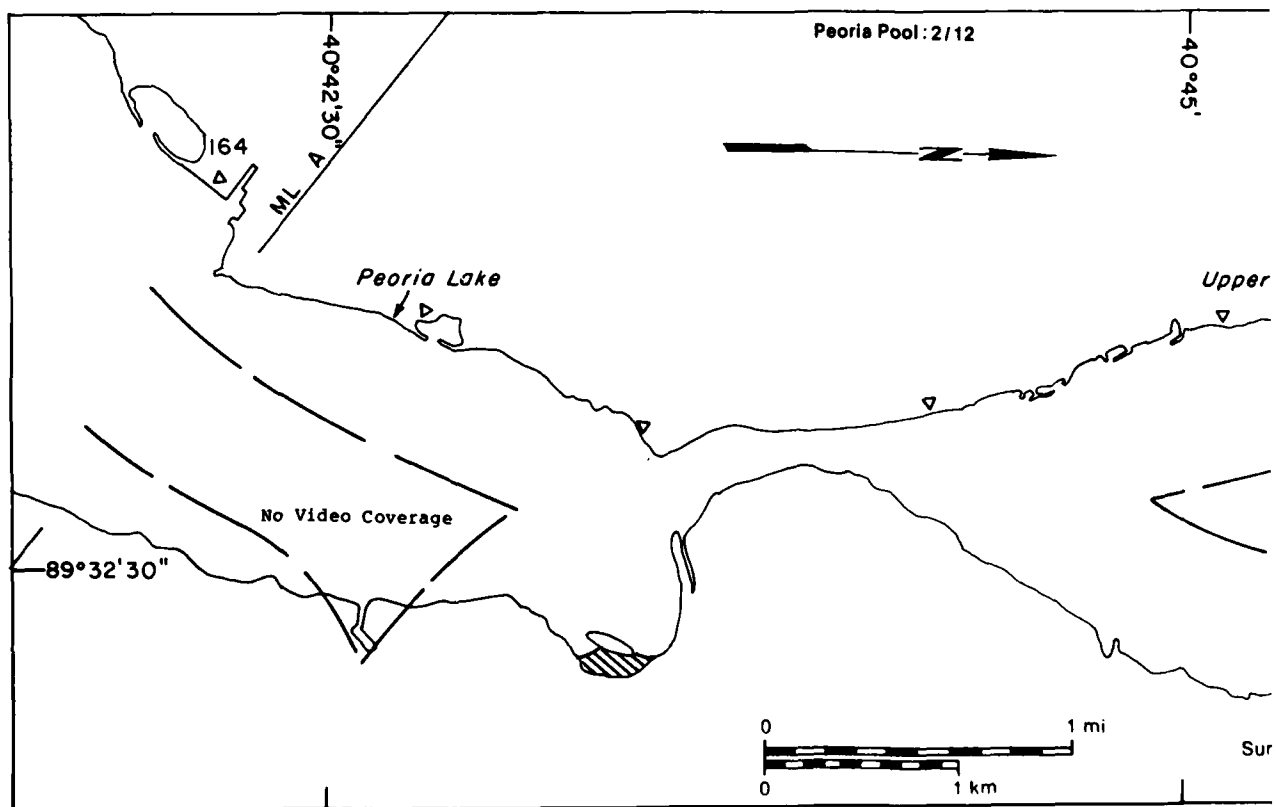 Peoria Pool: 2/12
40°42'30"
40°45'
164
ML A
N
Peoria Lake
Upper
No Video Coverage
89°32'30"
0 1 mi
0 1 km
Sur